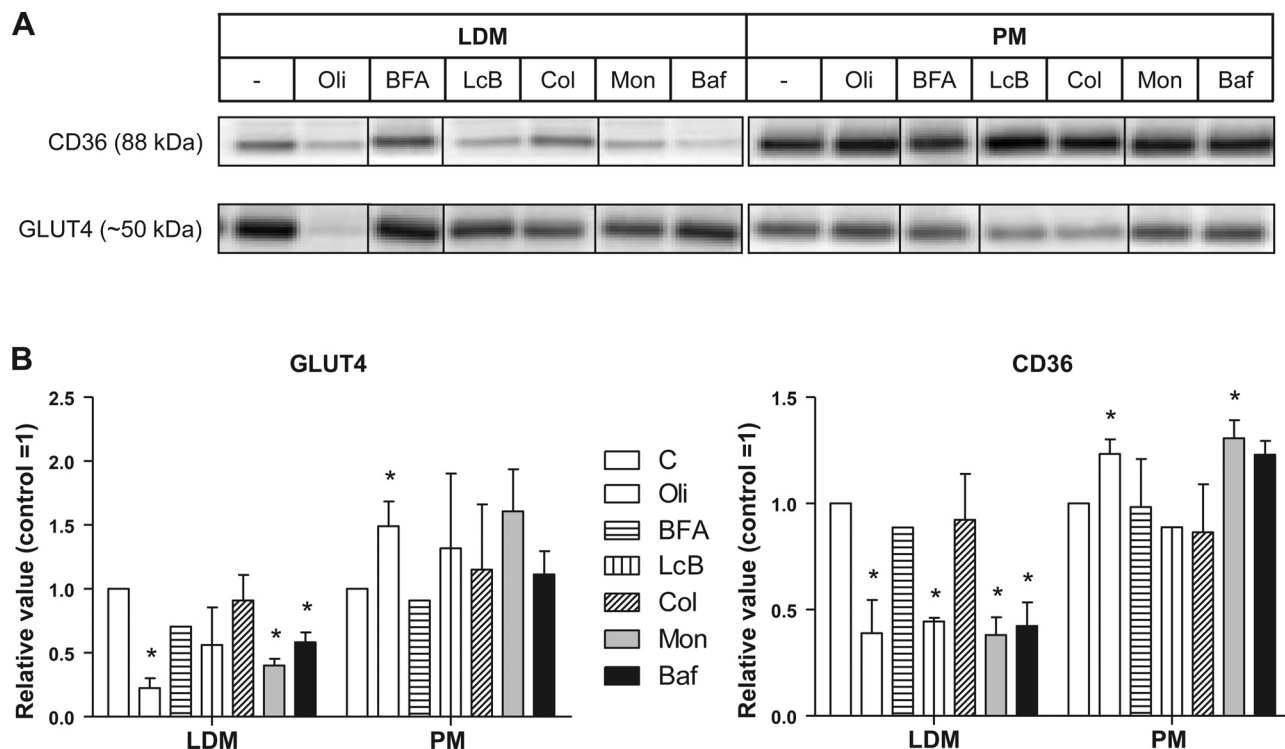 A
LDM PM
- Oli BFA LcB Col Mon Baf - Oli BFA LcB Col Mon Baf
CD36 (88 kDa)
GLUT4 (~50 kDa)
B
GLUT4
Relative value (control =1)
2.5
2.0
1.5
1.0
0.5
0.0
* * * *
LDM PM
C
Oli
BFA
LcB
Col
Mon
Baf
CD36
Relative value (control =1)
1.5
1.0
0.5
0.0
* * * * * *
LDM PM